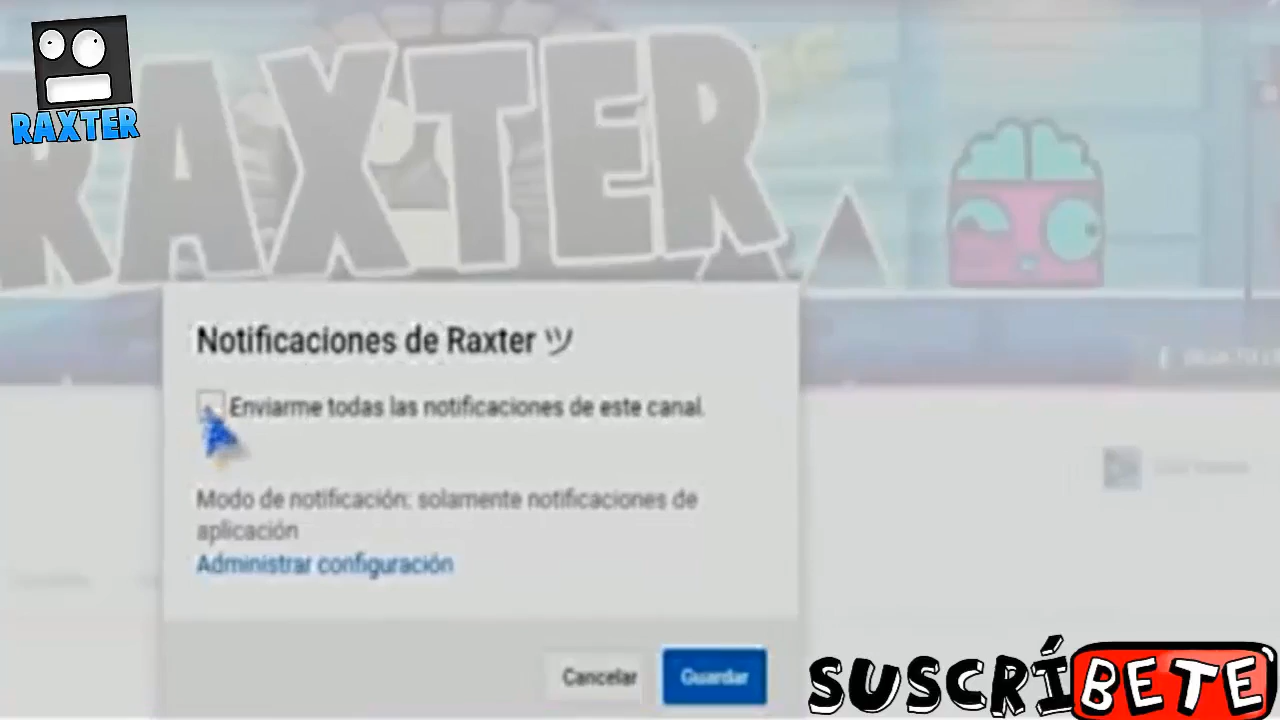 RAXTER
RAXTER
Notificaciones de Raxter ツ
Enviarme todas las notificaciones de este canal.
Modo de notificación: solamente notificaciones de
aplicación
Administrar configuración
Cancelar
Guardar
SUSCRÍBETE